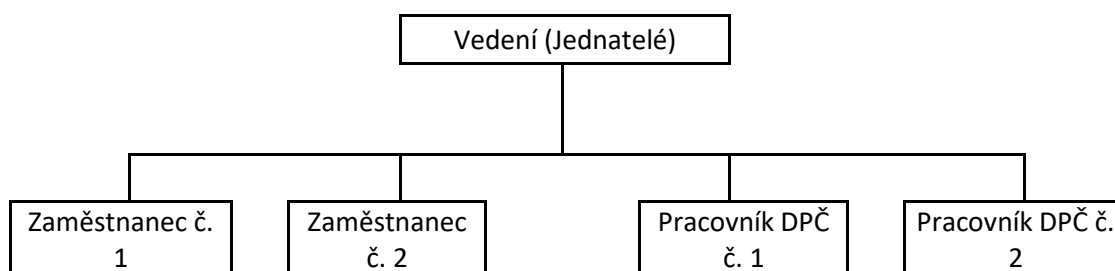 Vedení (Jednatelé)
Zaměstnanec č.
1
Zaměstnanec
č. 2
Pracovník DPČ
č. 1
Pracovník DPČ č.
2